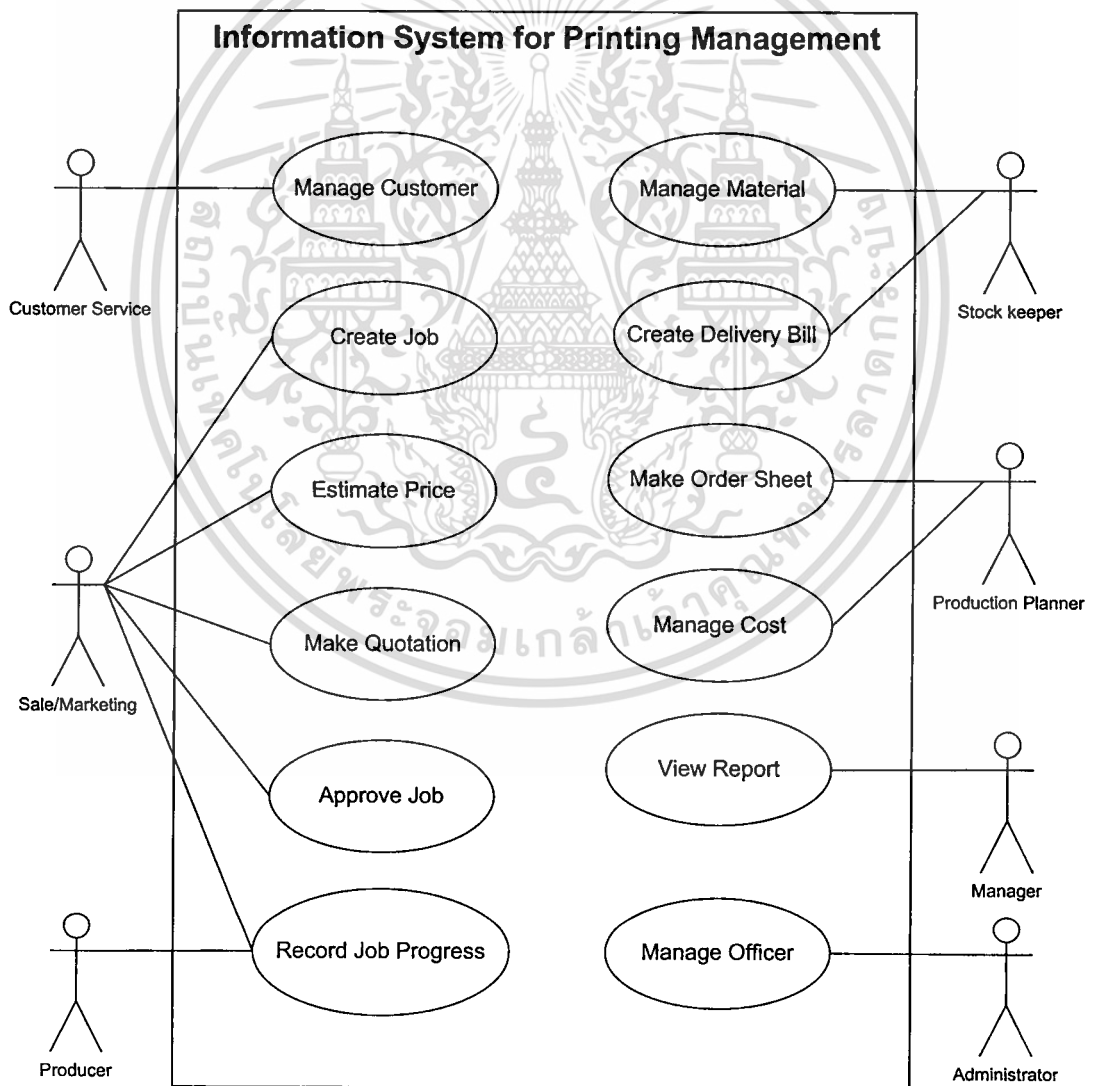 Information System for Printing Management
Manage Customer
Manage Material
Customer Service
Stock keeper
Create Job
Create Delivery Bill
Estimate Price
Make Order Sheet
Production Planner
Sale/Marketing
Make Quotation
Manage Cost
Approve Job
View Report
Manager
Record Job Progress
Manage Officer
Producer
Administrator